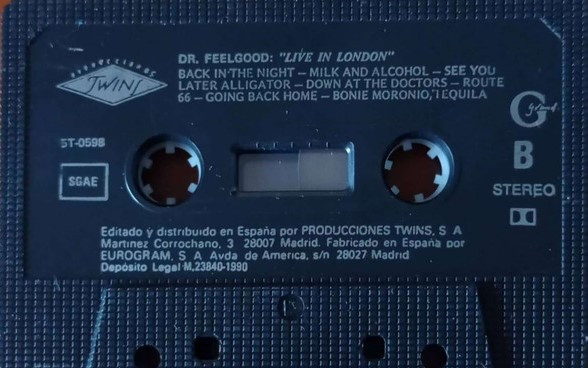 PRODUCCIONES
TWINS
DR. FEELGOOD: "LIVE IN LONDON"
BACK IN THE NIGHT – MILK AND ALCOHOL – SEE YOU
LATER ALLIGATOR – DOWN AT THE DOCTORS – ROUTE
66 – GOING BACK HOME – BONIE MORONIO, TEQUILA
G grand
5T-0598
B
SGAE
STEREO
Editado y distribuido en España por PRODUCCIONES TWINS, S A
Martinez Corrochano, 3 28007 Madrid. Fabricado en España por
EUROGRAM, S A Avda de America, s/n 28027 Madrid
Depósito Legal M.23840-1990